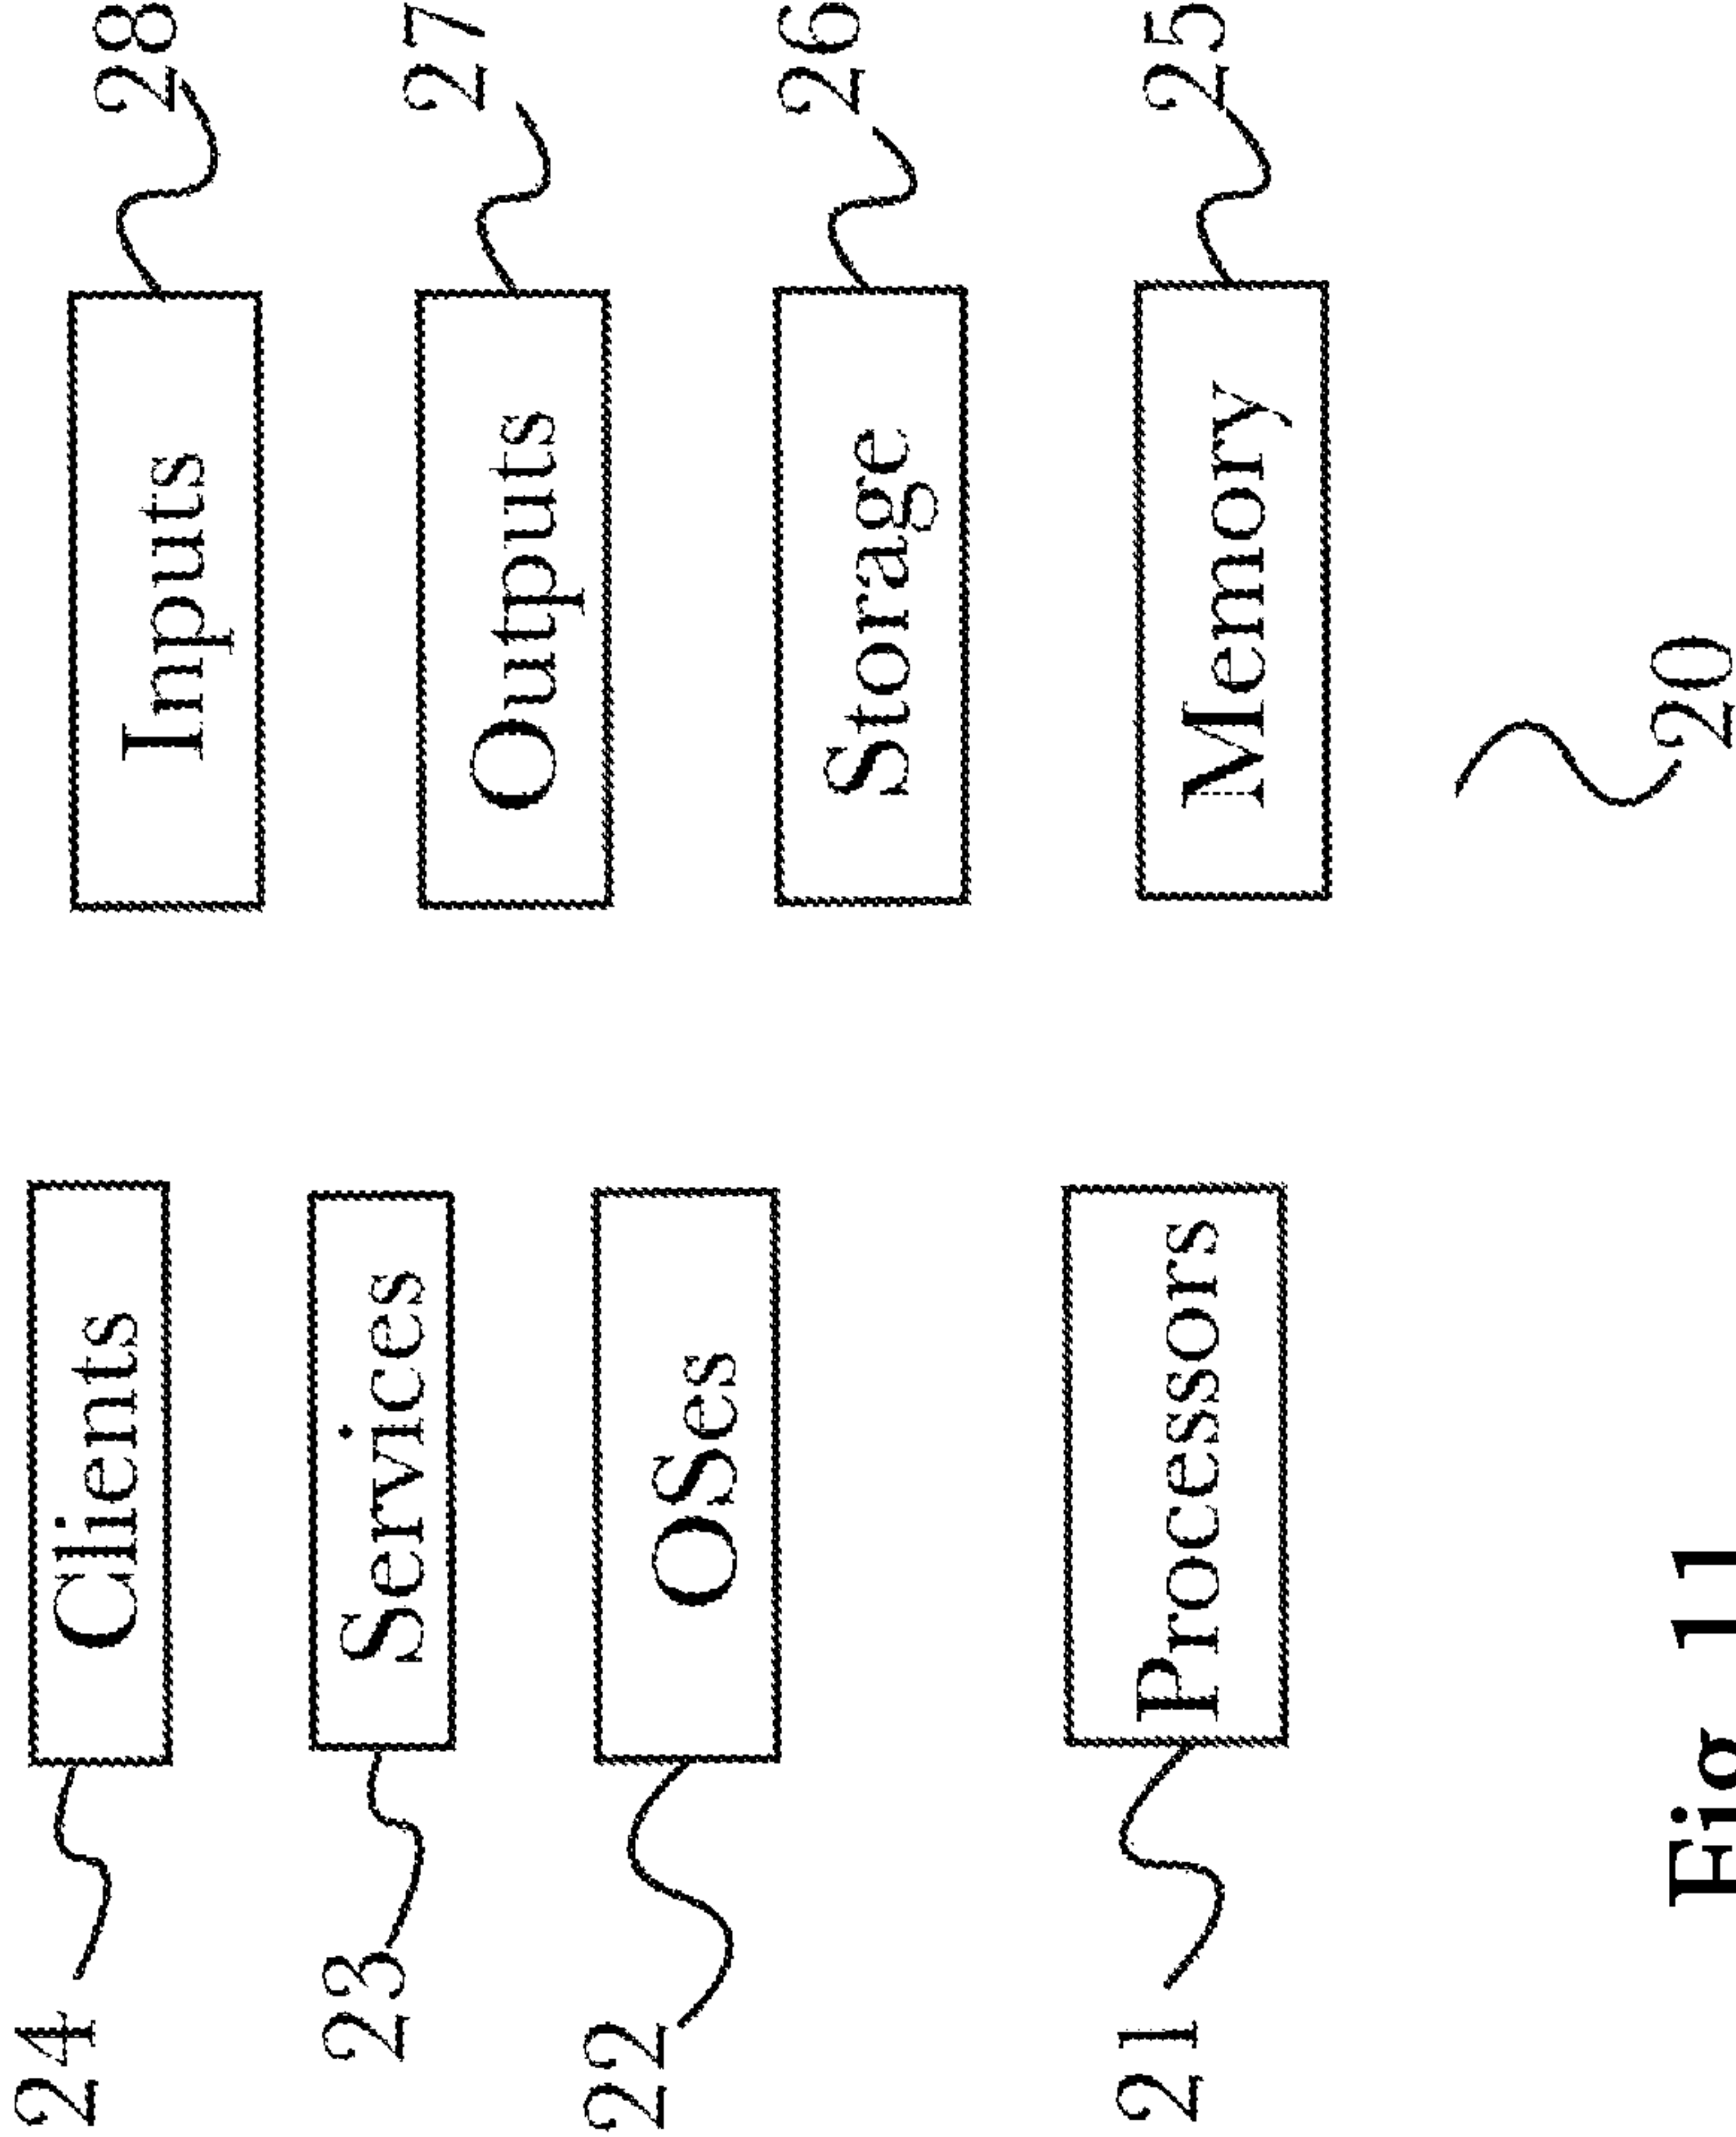 24 Clients Inputs 28
23 Services Outputs 27
22 OSes Storage 26
21 Processors Memory 25
20
Fig 11